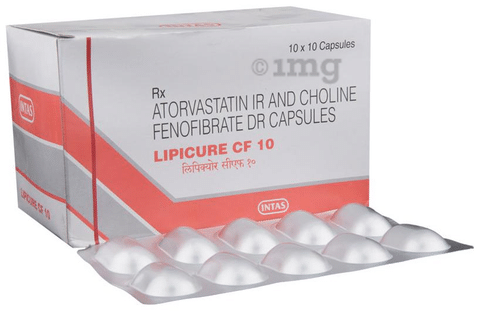 10 x 10 Capsules
©1mg
Rx
ATORVASTATIN IR AND CHOLINE
FENOFIBRATE DR CAPSULES
LIPICURE CF 10
लिपिक्योर सीएफ १०
INTAS
INTAS
LIPICURE CF 10